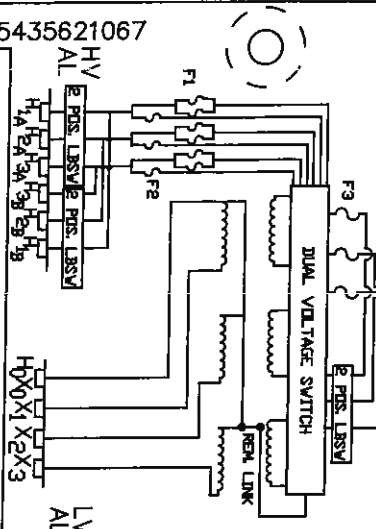 5435621067
HV
AL
F1
H1A
H2A
H3A
H3B
H2B
H1B
2 POS. LBSW
2 POS. LBSW
F2
F3
DUAL VOLTAGE SWITCH
2 POS. LBSW
REM. LINK
H0X0
X1
X2
X3
LV
AL